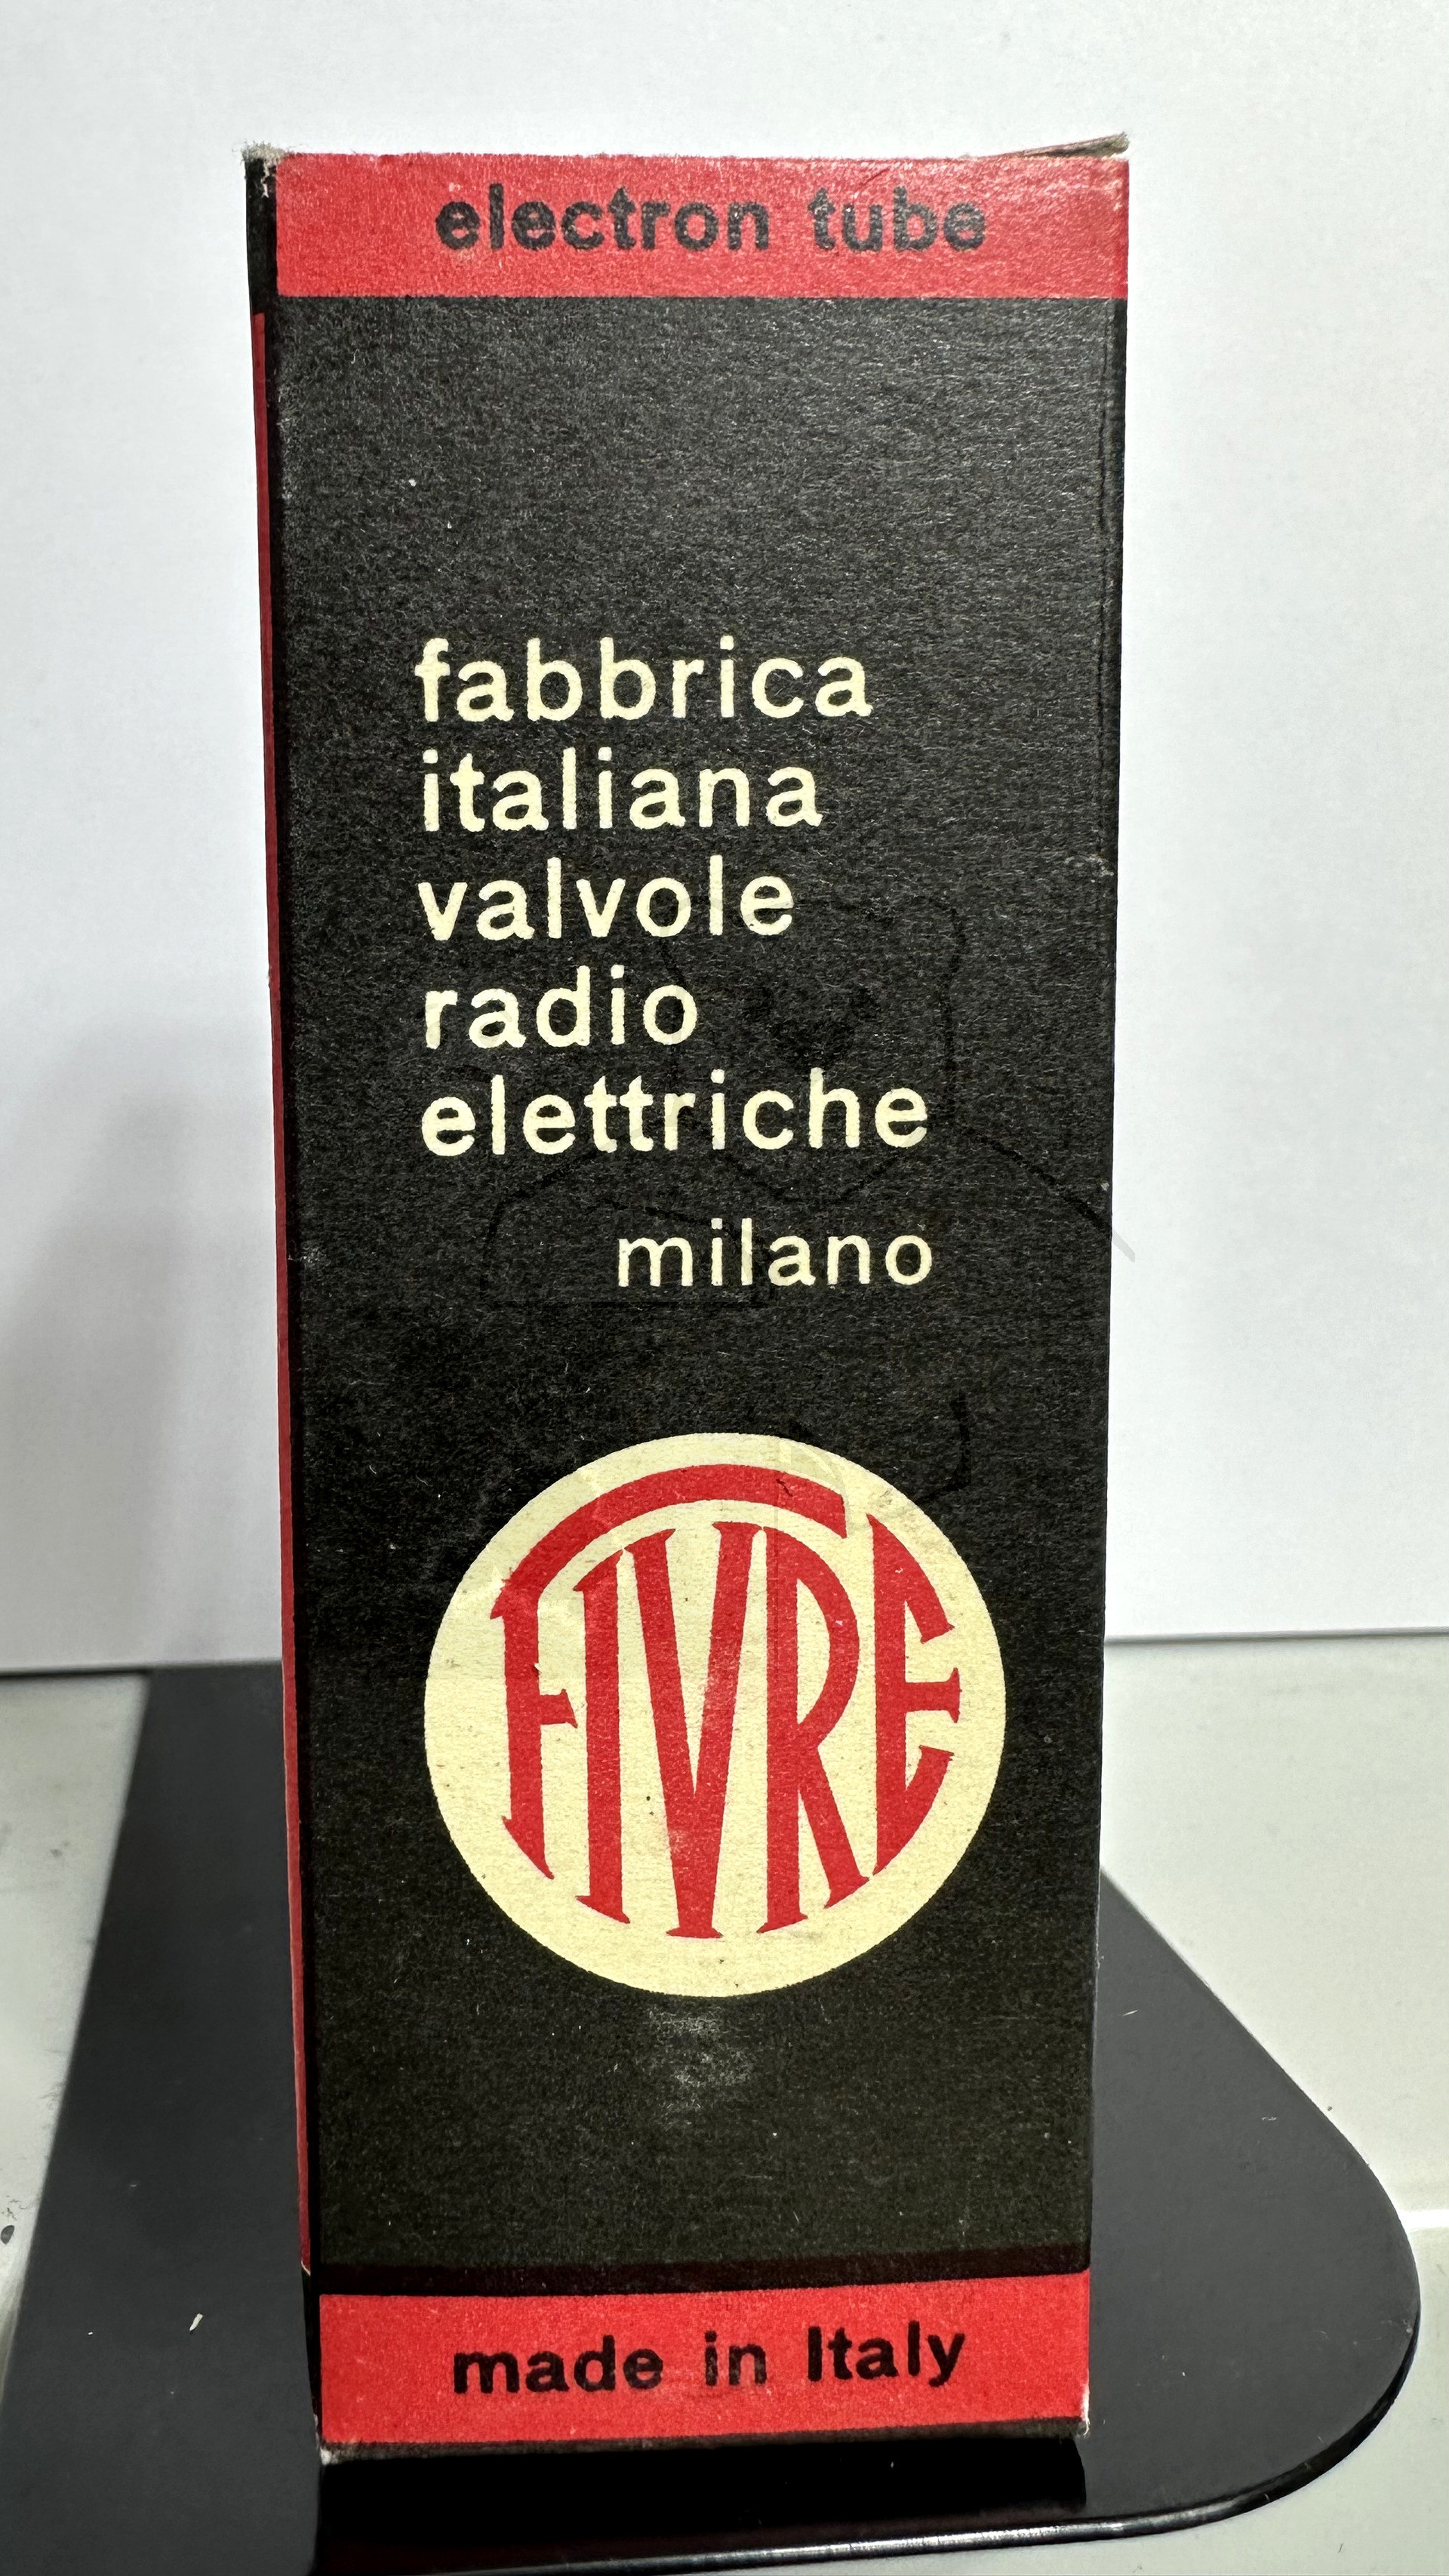 electron tube
fabbrica
italiana
valvole
radio
elettriche
milano
FIVRE
made in Italy